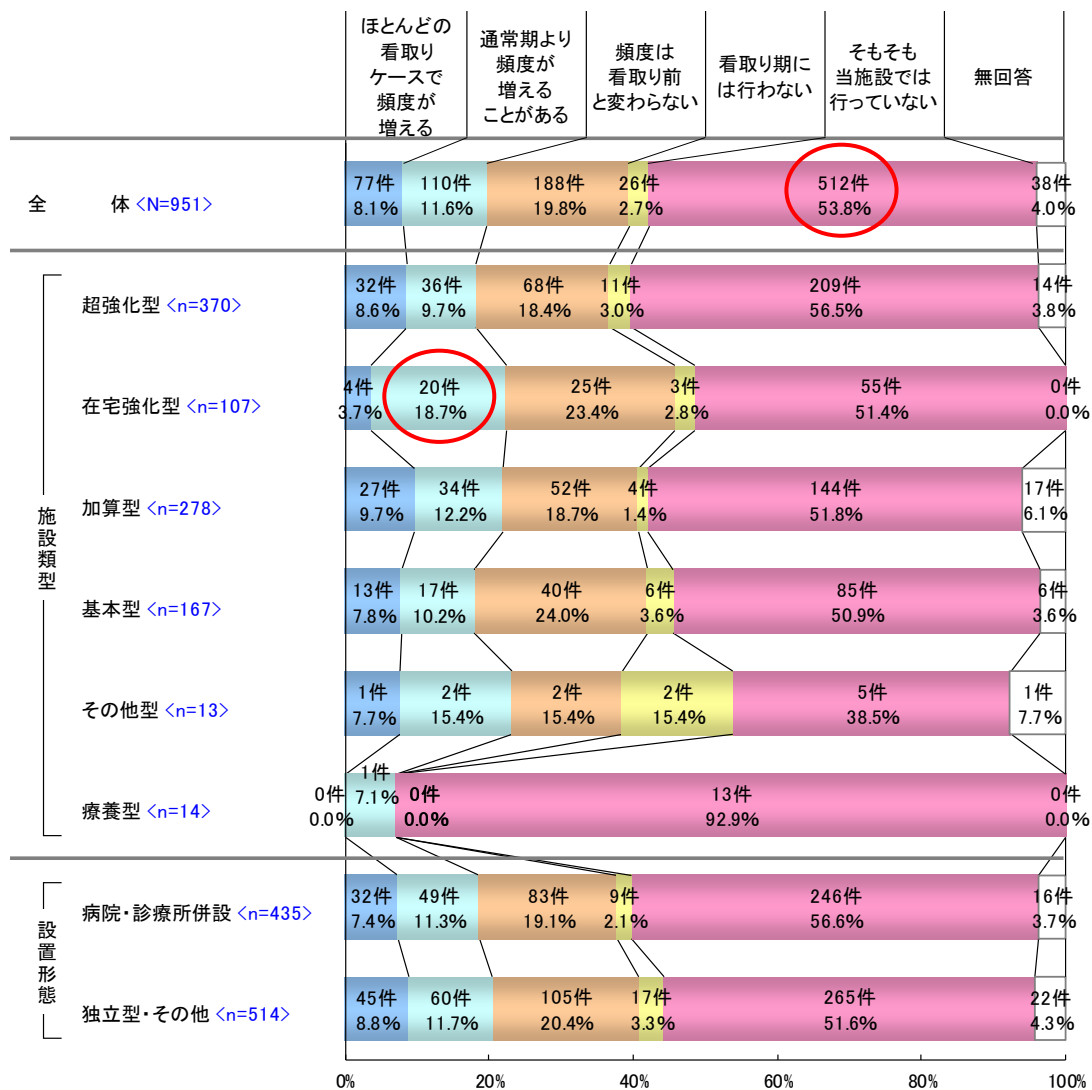 ほとんどの
看取り
ケースで
頻度が
増える
通常期より
頻度が
増える
ことがある
頻度は
看取り前
と変わらない
看取り期に
は行わない
そもそも
当施設では
行っていない
無回答
全 体 <N=951>
77件 110件 188件 26件 512件 38件
8.1% 11.6% 19.8% 2.7% 53.8% 4.0%
施設類型
超強化型 <n=370>
32件 36件 68件 11件 209件 14件
8.6% 9.7% 18.4% 3.0% 56.5% 3.8%
在宅強化型 <n=107>
4件 20件 25件 3件 55件 0件
3.7% 18.7% 23.4% 2.8% 51.4% 0.0%
加算型 <n=278>
27件 34件 52件 4件 144件 17件
9.7% 12.2% 18.7% 1.4% 51.8% 6.1%
基本型 <n=167>
13件 17件 40件 6件 85件 6件
7.8% 10.2% 24.0% 3.6% 50.9% 3.6%
その他型 <n=13>
1件 2件 2件 2件 5件 1件
7.7% 15.4% 15.4% 15.4% 38.5% 7.7%
療養型 <n=14>
0件 1件 0件 13件 0件
0.0% 7.1% 0.0% 92.9% 0.0%
設置形態
病院・診療所併設 <n=435>
32件 49件 83件 9件 246件 16件
7.4% 11.3% 19.1% 2.1% 56.6% 3.7%
独立型・その他 <n=514>
45件 60件 105件 17件 265件 22件
8.8% 11.7% 20.4% 3.3% 51.6% 4.3%
0% 20% 40% 60% 80% 100%